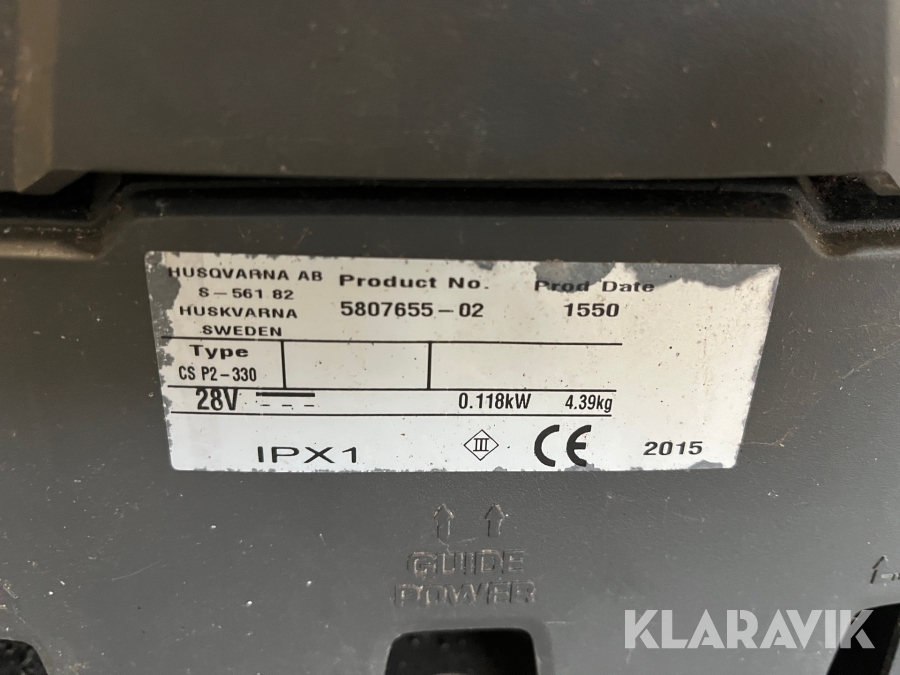 HUSQVARNA AB
S-561 82
HUSKVARNA
SWEDEN
Product No.
5807655-02
Prod Date
1550
Type
CS P2-330
28V
0.118kW 4.39kg
IPX1
III
CE
2015
GUIDE
POWER
KLARAVIK